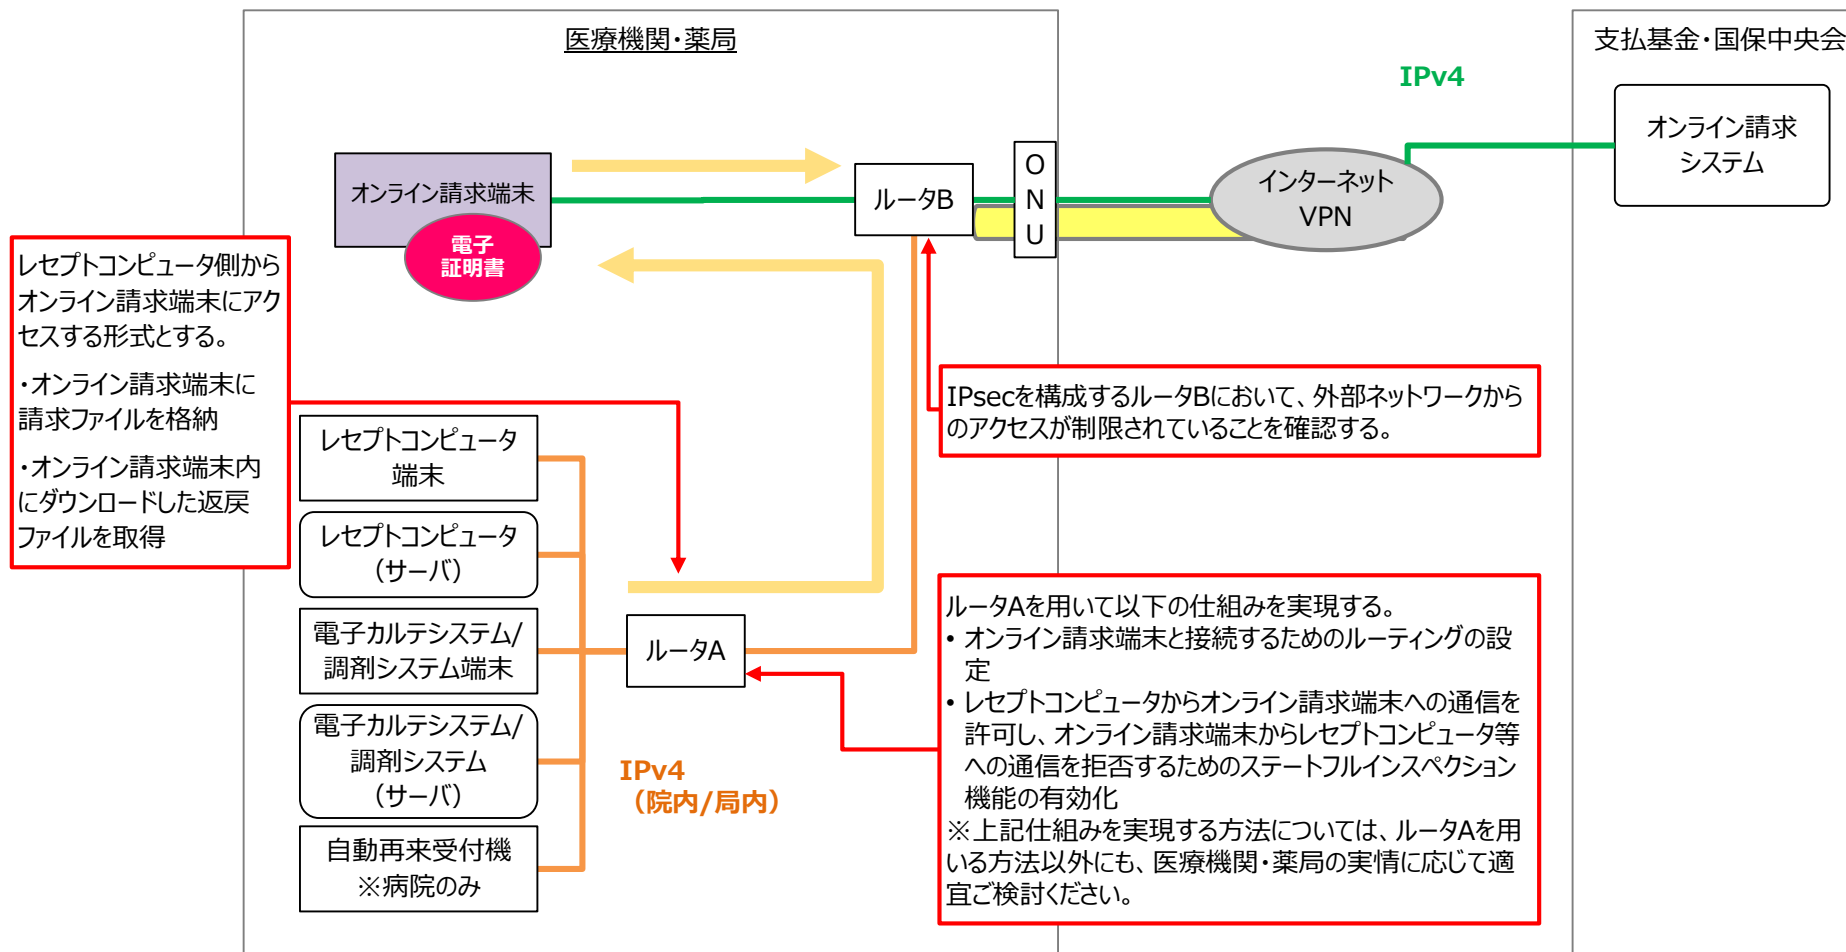 医療機関・薬局
支払基金・国保中央会
IPv4
オンライン請求
システム
オンライン請求端末
電子
証明書
ルータB
O
N
U
インターネット
VPN
レセプトコンピュータ側から
オンライン請求端末にアク
セスする形式とする。
・オンライン請求端末に
請求ファイルを格納
・オンライン請求端末内
にダウンロードした返戻
ファイルを取得
IPsecを構成するルータBにおいて、外部ネットワークから
のアクセスが制限されていることを確認する。
レセプトコンピュータ
端末
レセプトコンピュータ
（サーバ）
電子カルテシステム/
調剤システム端末
電子カルテシステム/
調剤システム
（サーバ）
自動再来受付機
※病院のみ
ルータA
IPv4
（院内/局内）
ルータAを用いて以下の仕組みを実現する。
• オンライン請求端末と接続するためのルーティングの設
定
• レセプトコンピュータからオンライン請求端末への通信を
許可し、オンライン請求端末からレセプトコンピュータ等
への通信を拒否するためのステートフルインスペクション
機能の有効化
※上記仕組みを実現する方法については、ルータAを用
いる方法以外にも、医療機関・薬局の実情に応じて適
宜ご検討ください。